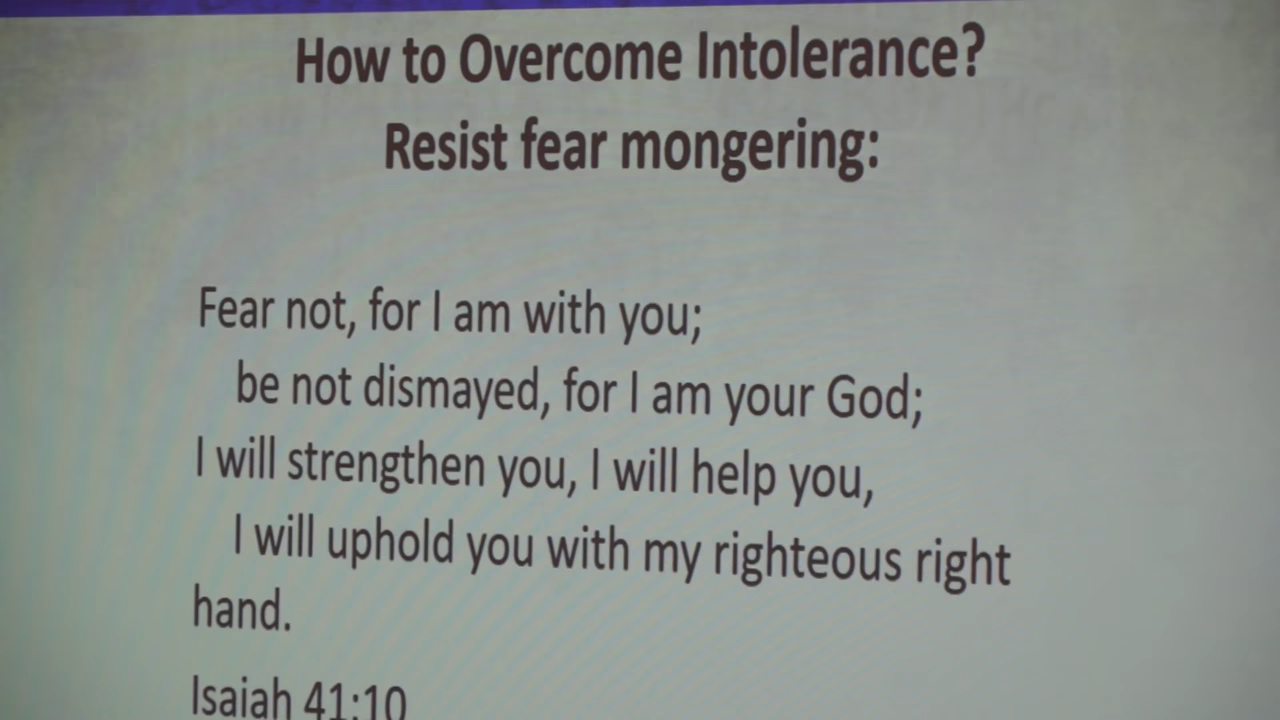 How to Overcome Intolerance?
Resist fear mongering:
Fear not, for I am with you;
be not dismayed, for I am your God;
I will strengthen you, I will help you,
I will uphold you with my righteous right
hand.
Isaiah 41:10